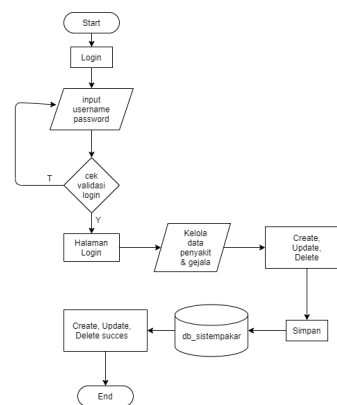 Start
Login
input
username
password
cek
validasi
login
T
Y
Halaman
Login
Kelola
data
penyakit
& gejala
Create,
Update,
Delete
Simpan
db_sistempakar
Create, Update,
Delete succes
End